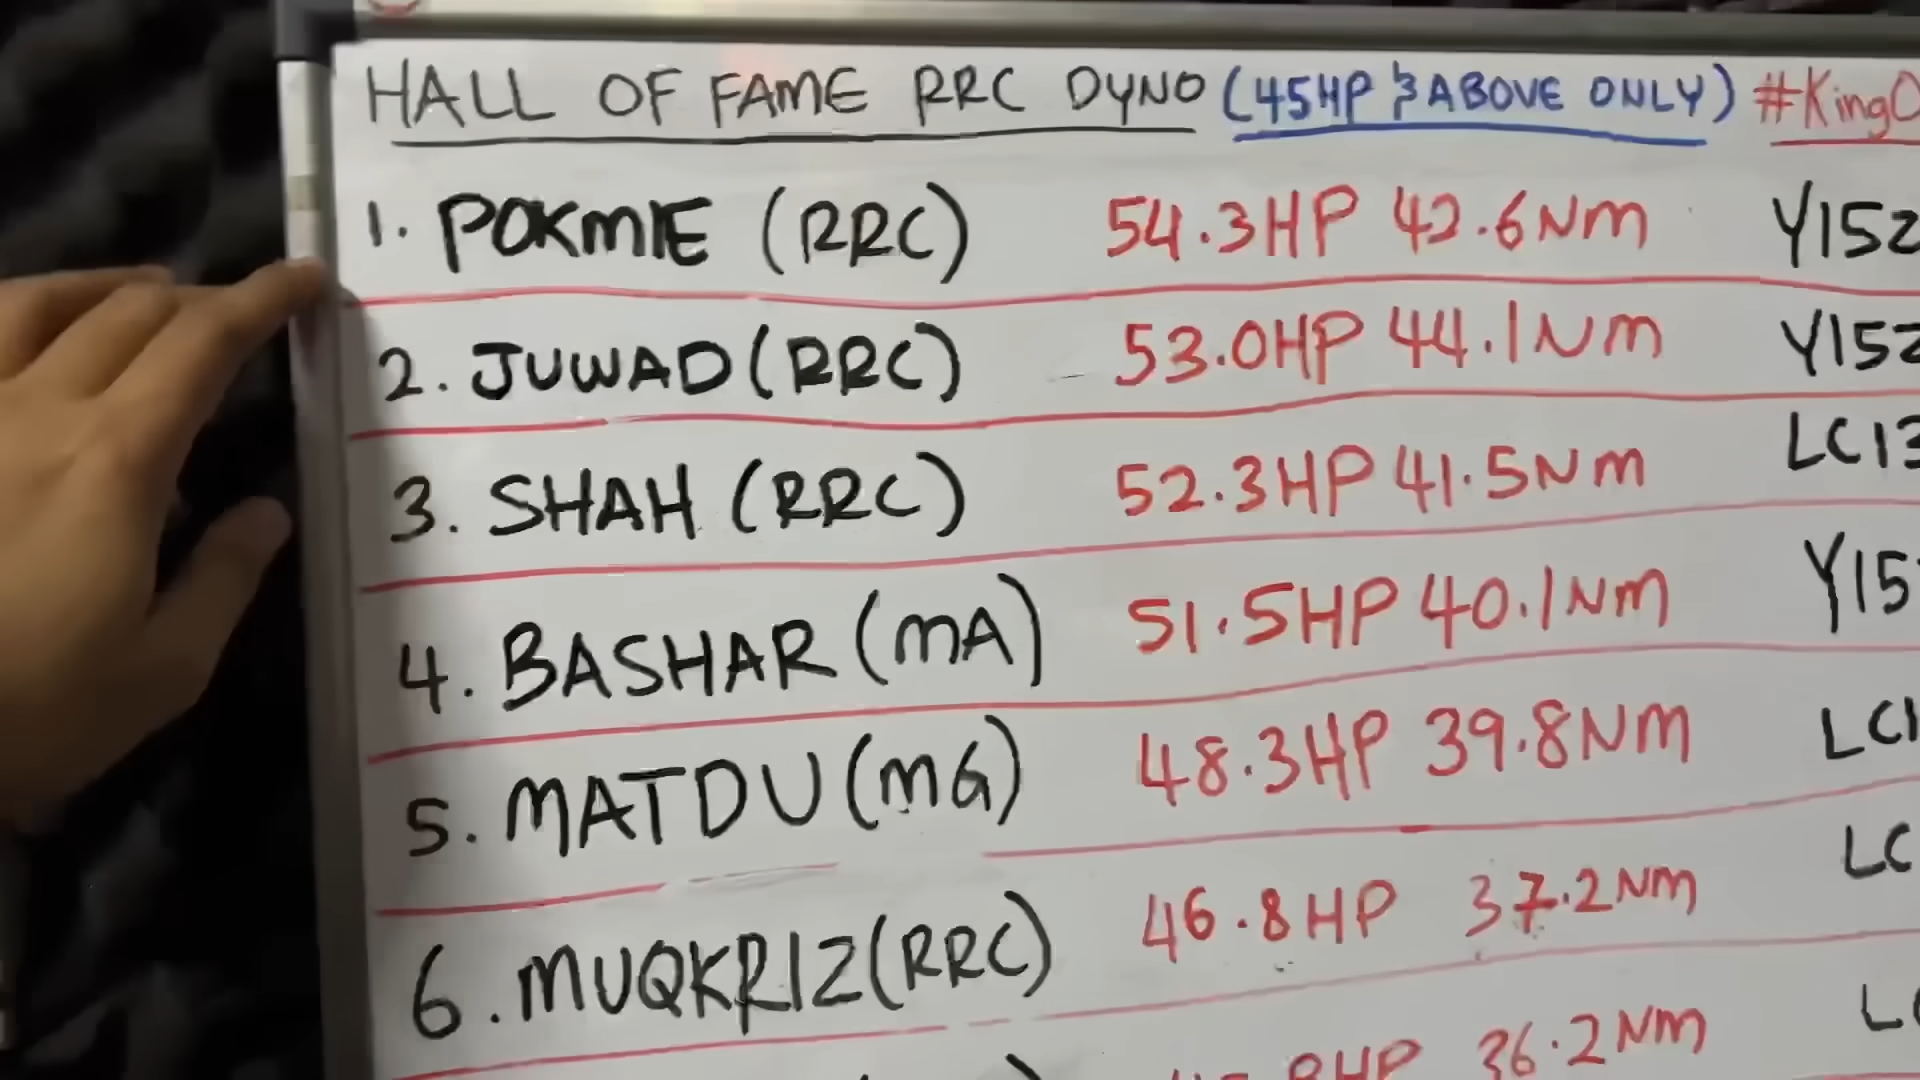 HALL OF FAME RRC DYNO (45HP & ABOVE ONLY) #KingO
1. POKMIE (RRC) 54.3HP 42.6NM Y15Z
2. JUWAD (RRC) 53.0HP 44.1NM Y15Z
3. SHAH (RRC) 52.3HP 41.5NM LC13
4. BASHAR (MA) 51.5HP 40.1NM Y15
5. MATDU (MG) 48.3HP 39.8NM LC1
6. MUQKRIZ (RRC) 46.8HP 37.2NM LC
8HP 36.2NM LC